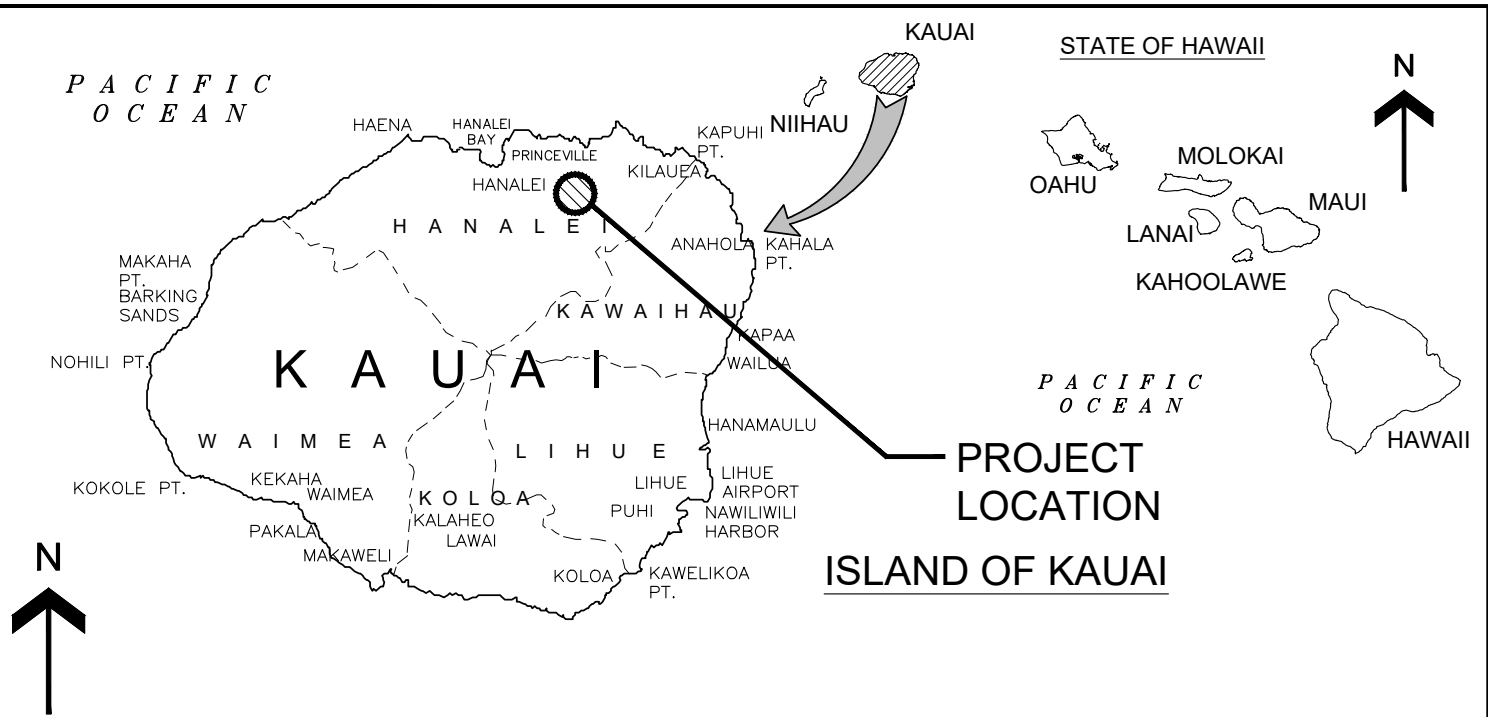 KAUAI
STATE OF HAWAII
N
PACIFIC
OCEAN
NIIHAU
HAENA
HANALEI
BAY
KAPUHI
PT.
PRINCEVILLE
HANALEI
KILAUEA
OAHU
MOLOKAI
MAUI
LANAI
KAHOOLAWE
HANALEI
ANAHOLA
KAHALA
PT.
MAKAHA
PT.
BARKING
SANDS
KAWAIHAU
KAPAA
NOHILI PT.
KAUAI
WAILUA
PACIFIC
OCEAN
HAWAII
HANAMAULU
WAIMEA
LIHUE
PROJECT
LOCATION
KOKOLE PT.
KEKAHA
WAIMEA
KOLOA
LIHUE
LIHUE
AIRPORT
NAWILIWILI
HARBOR
PUHI
KALAHEO
LAWAI
PAKALA
MAKAWELI
KOLOA
KAWELIKOA
PT.
ISLAND OF KAUAI
N